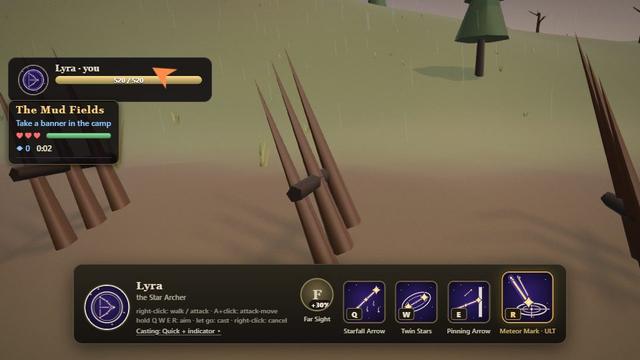 Lyra · you
520 / 520
The Mud Fields
Take a banner in the camp
0 0:02
Lyra
the Star Archer
right-click: walk / attack · A+click: attack-move
hold Q W E R: aim · let go: cast · right-click: cancel
Casting: Quick + indicator
F
+30%
Far Sight
Q
Starfall Arrow
W
Twin Stars
E
Pinning Arrow
R
Meteor Mark · ULT